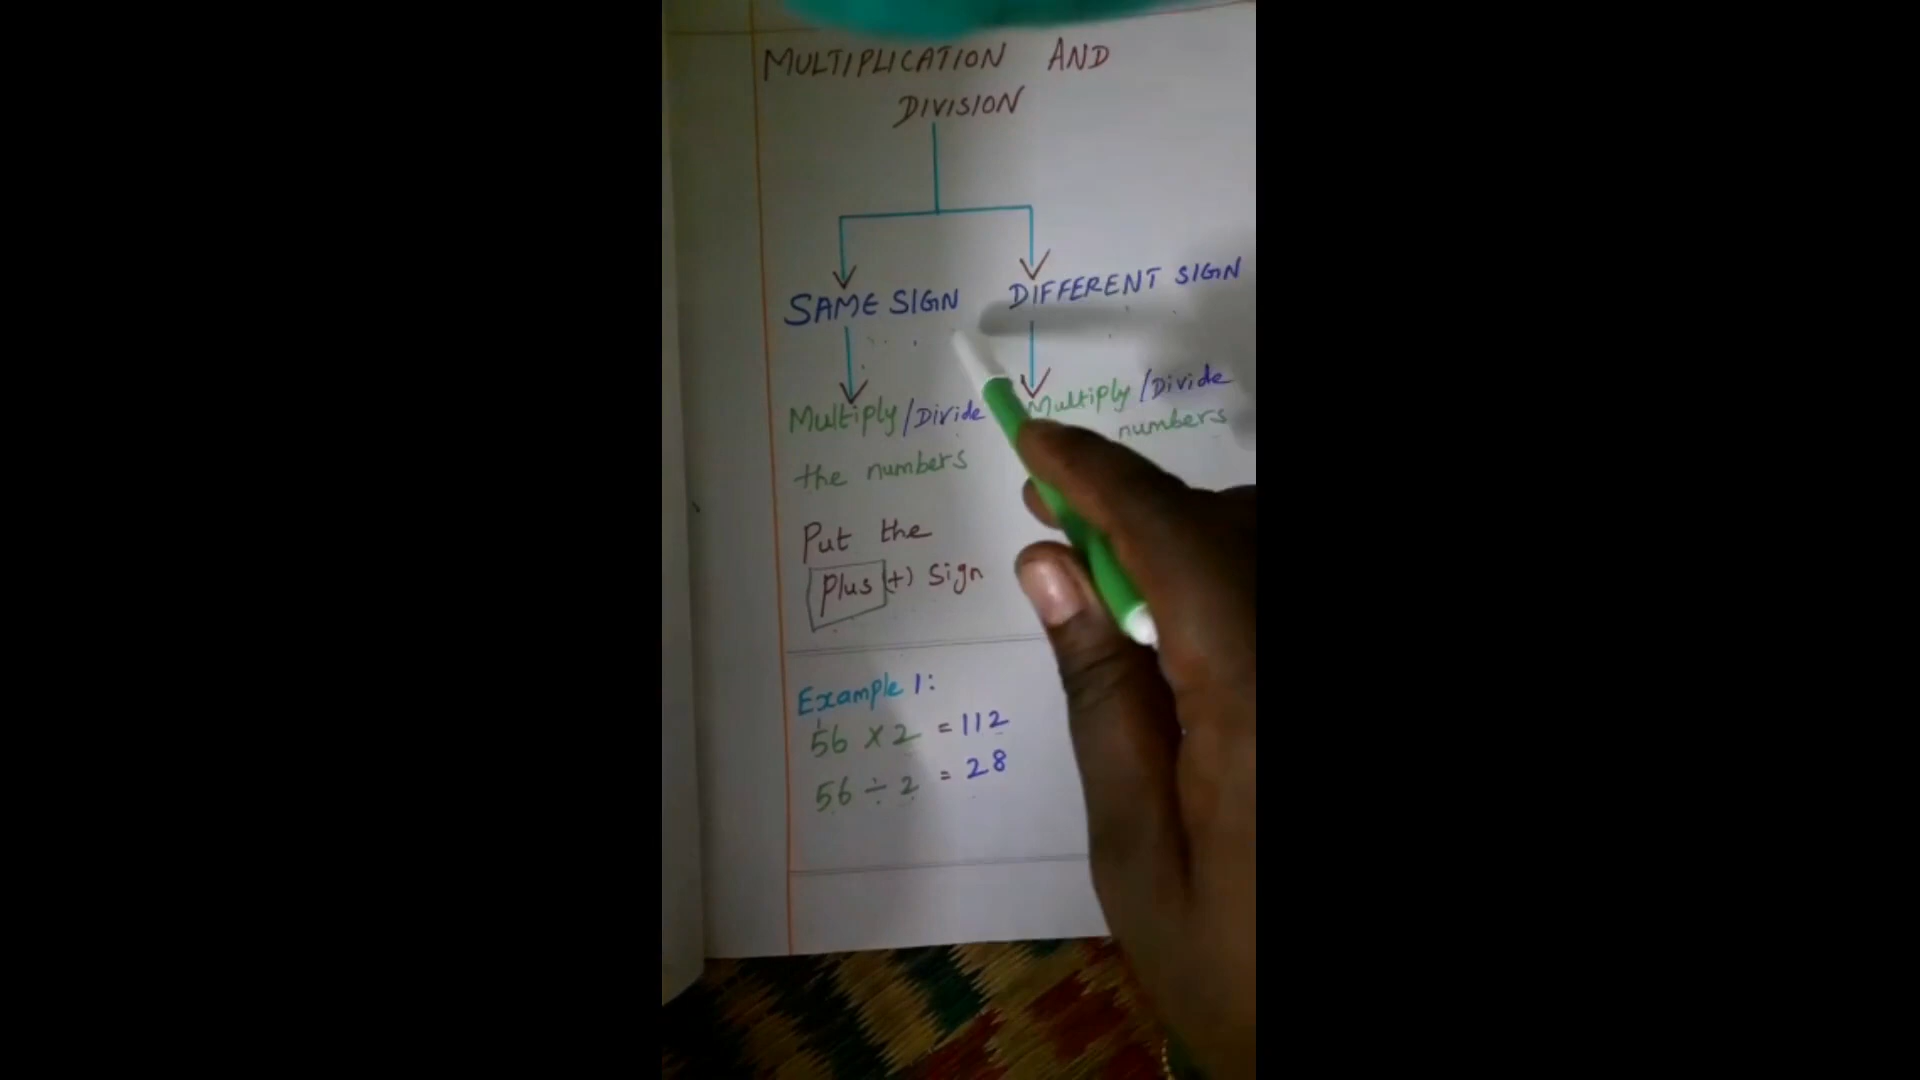 MULTIPLICATION AND
DIVISION
SAME SIGN
DIFFERENT SIGN
Multiply/Divide
the numbers
Put the
Plus (+) Sign
Multiply/Divide
numbers
Example 1:
56 × 2 = 112
56 ÷ 2 = 28